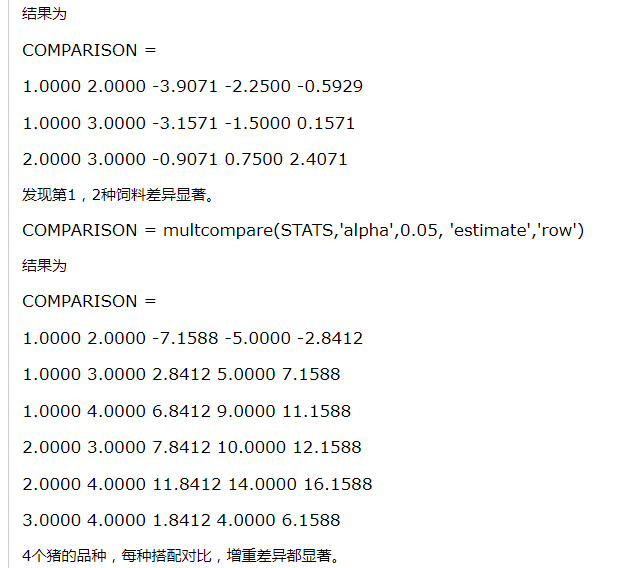 结果为
COMPARISON =
1.0000 2.0000 -3.9071 -2.2500 -0.5929
1.0000 3.0000 -3.1571 -1.5000 0.1571
2.0000 3.0000 -0.9071 0.7500 2.4071
发现第1，2种饲料差异显著。
COMPARISON = multcompare(STATS,'alpha',0.05, 'estimate','row')
结果为
COMPARISON =
1.0000 2.0000 -7.1588 -5.0000 -2.8412
1.0000 3.0000 2.8412 5.0000 7.1588
1.0000 4.0000 6.8412 9.0000 11.1588
2.0000 3.0000 7.8412 10.0000 12.1588
2.0000 4.0000 11.8412 14.0000 16.1588
3.0000 4.0000 1.8412 4.0000 6.1588
4个猪的品种，每种搭配对比，增重差异都显著。